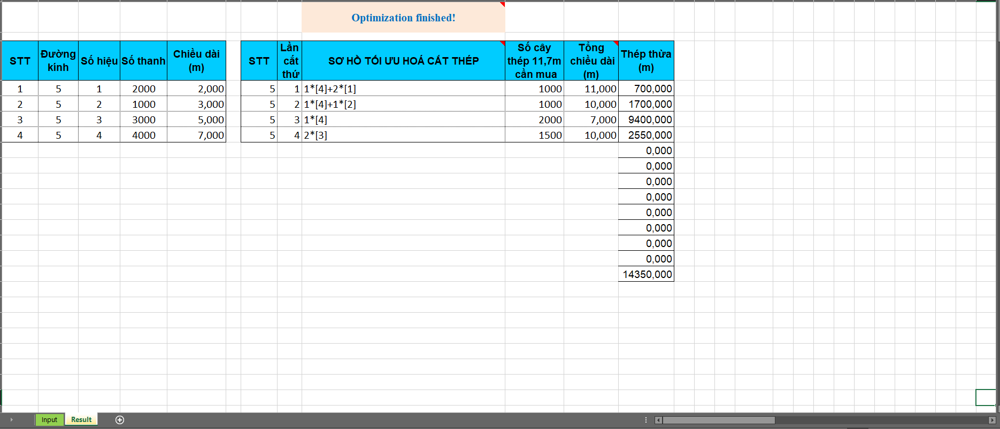 Optimization finished!
STT Đường kính Số hiệu Số thanh Chiều dài (m) STT Lần cắt thứ SƠ HỒ TỐI ƯU HOÁ CẮT THÉP Số cây thép 11,7m cần mua Tổng chiều dài (m) Thép thừa (m)
1 5 1 2000 2,000 5 1 1*[4]+2*[1] 1000 11,000 700,000
2 5 2 1000 3,000 5 2 1*[4]+1*[2] 1000 10,000 1700,000
3 5 3 3000 5,000 5 3 1*[4] 2000 7,000 9400,000
4 5 4 4000 7,000 5 4 2*[3] 1500 10,000 2550,000
0,000
0,000
0,000
0,000
0,000
0,000
0,000
0,000
14350,000
Input Result